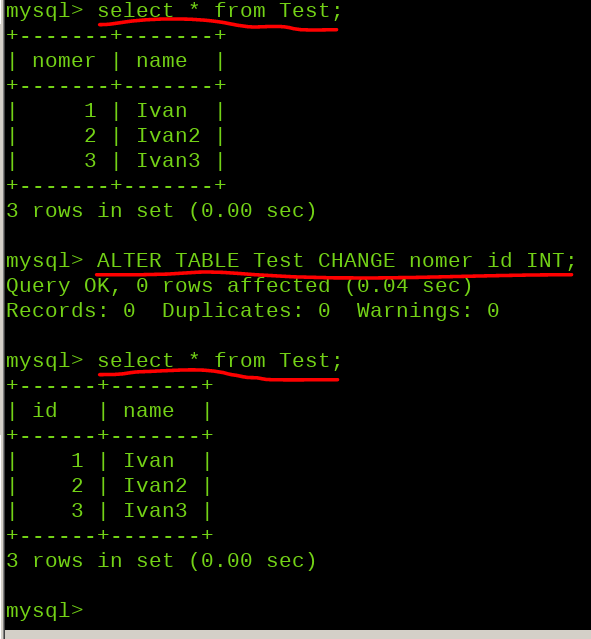 mysql> select * from Test;
+-------+-------+
| nomer | name  |
+-------+-------+
|     1 | Ivan  |
|     2 | Ivan2 |
|     3 | Ivan3 |
+-------+-------+
3 rows in set (0.00 sec)
mysql> ALTER TABLE Test CHANGE nomer id INT;
Query OK, 0 rows affected (0.04 sec)
Records: 0  Duplicates: 0  Warnings: 0
mysql> select * from Test;
+------+-------+
| id   | name  |
+------+-------+
|    1 | Ivan  |
|    2 | Ivan2 |
|    3 | Ivan3 |
+------+-------+
3 rows in set (0.00 sec)
mysql>